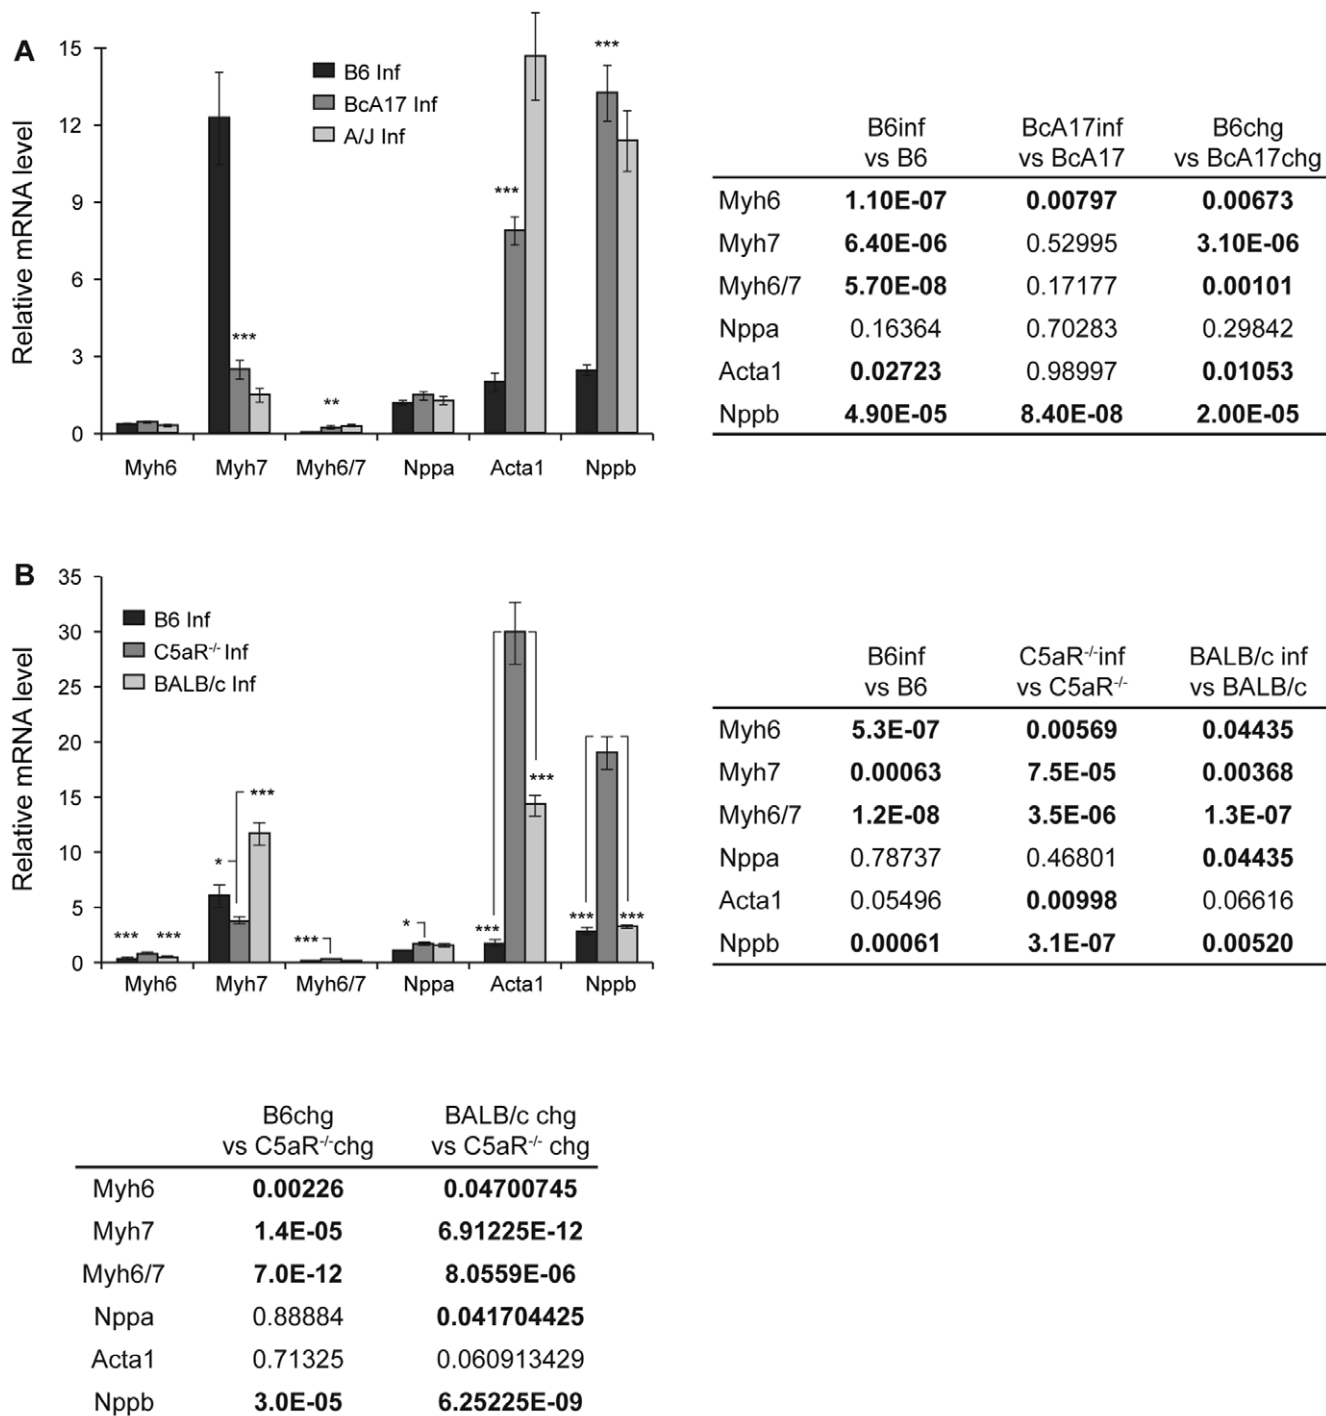 A
Relative mRNA level
15
12
9
6
3
0
B6 Inf
BcA17 Inf
A/J Inf
***
**
***
***
Myh6 Myh7 Myh6/7 Nppa Acta1 Nppb
B6inf vs B6 BcA17inf vs BcA17 B6chg vs BcA17chg
Myh6 1.10E-07 0.00797 0.00673
Myh7 6.40E-06 0.52995 3.10E-06
Myh6/7 5.70E-08 0.17177 0.00101
Nppa 0.16364 0.70283 0.29842
Acta1 0.02723 0.98997 0.01053
Nppb 4.90E-05 8.40E-08 2.00E-05
B
Relative mRNA level
35
30
25
20
15
10
5
0
B6 Inf
C5aR-/- Inf
BALB/c Inf
*** ***
* ***
***
*
*** ***
*** ***
Myh6 Myh7 Myh6/7 Nppa Acta1 Nppb
B6inf vs B6 C5aR-/-inf vs C5aR-/- BALB/c inf vs BALB/c
Myh6 5.3E-07 0.00569 0.04435
Myh7 0.00063 7.5E-05 0.00368
Myh6/7 1.2E-08 3.5E-06 1.3E-07
Nppa 0.78737 0.46801 0.04435
Acta1 0.05496 0.00998 0.06616
Nppb 0.00061 3.1E-07 0.00520
B6chg vs C5aR-/-chg BALB/c chg vs C5aR-/- chg
Myh6 0.00226 0.04700745
Myh7 1.4E-05 6.91225E-12
Myh6/7 7.0E-12 8.0559E-06
Nppa 0.88884 0.041704425
Acta1 0.71325 0.060913429
Nppb 3.0E-05 6.25225E-09